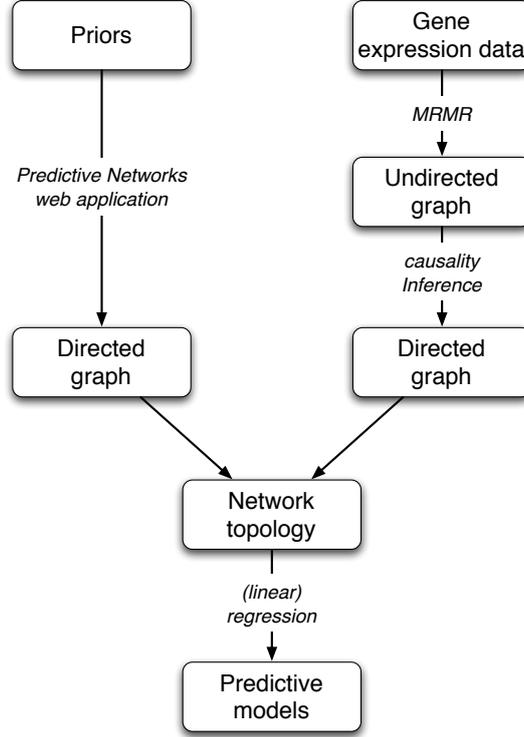 Priors
Gene
expression data
MRMR
Predictive Networks
web application
Undirected
graph
causality
Inference
Directed
graph
Directed
graph
Network
topology
(linear)
regression
Predictive
models